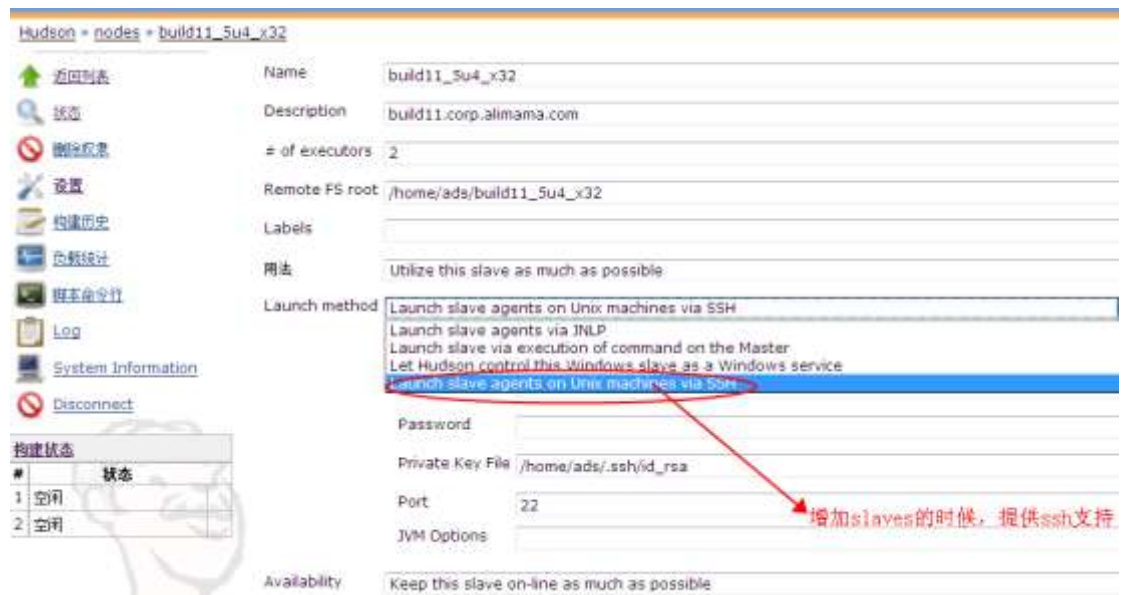 Hudson » nodes » build11_5u4_x32
返回列表
状态
删除奴隶
设置
构建历史
负载统计
脚本命令行
Log
System Information
Disconnect
构建状态
# 状态
1 空闲
2 空闲
Name build11_5u4_x32
Description build11.corp.alimama.com
# of executors 2
Remote FS root /home/ads/build11_5u4_x32
Labels
用法 Utilize this slave as much as possible
Launch method Launch slave agents on Unix machines via SSH
Launch slave agents via JNLP
Launch slave via execution of command on the Master
Let Hudson control this Windows slave as a Windows service
Launch slave agents on Unix machines via SSH
Password
Private Key File /home/ads/.ssh/id_rsa
Port 22
增加slaves的时候，提供ssh支持
JVM Options
Availability Keep this slave on-line as much as possible